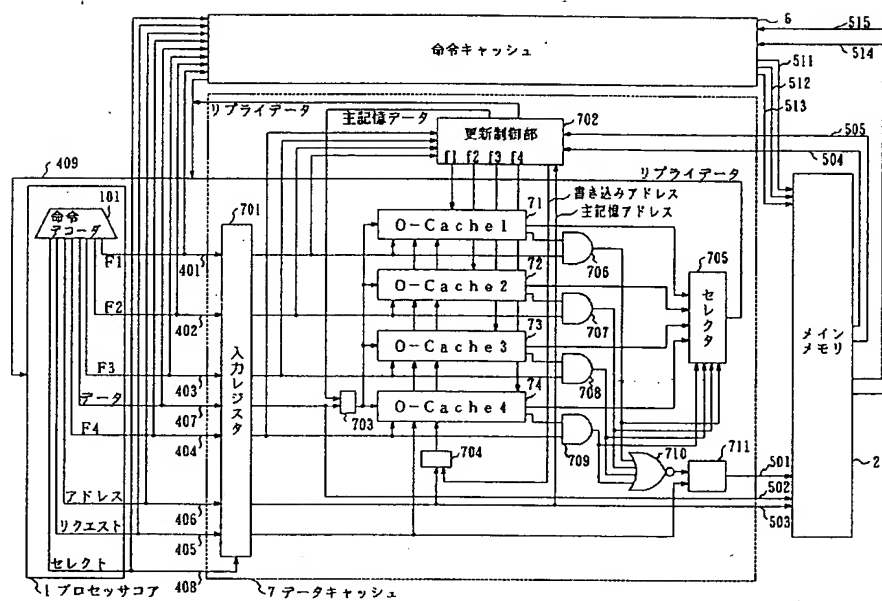 6
命令キャッシュ
515
514
511
512
513
リプライデータ
主記憶データ
702
更新制御部
f1 f2 f3 f4
505
504
リプライデータ
409
101
命令
デコーダ
701
71
書き込みアドレス
主記憶アドレス
O-Cache1
F1
401
706
705
72
O-Cache2
F2
402
707
セレクタ
73
メイン
メモリ
入力レジスタ
O-Cache3
F3
403
74
708
データ
407
703
O-Cache4
F4
404
709
710
711
704
501
502
2
アドレス
406
503
リクエスト
405
セレクト
408
1 プロセッサコア
7 データキャッシュ